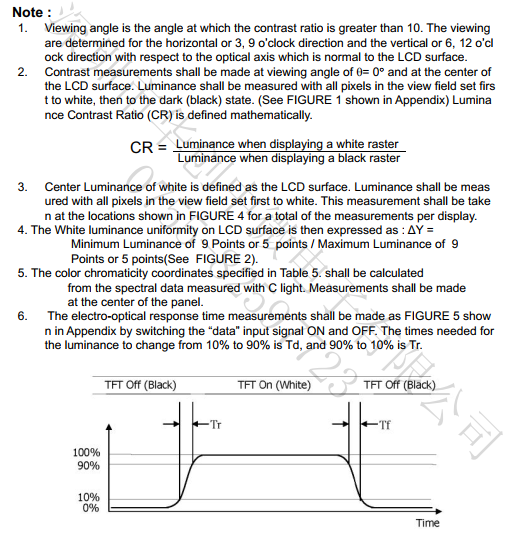 Note :
1. Viewing angle is the angle at which the contrast ratio is greater than 10. The viewing
are determined for the horizontal or 3, 9 o'clock direction and the vertical or 6, 12 o'cl
ock direction with respect to the optical axis which is normal to the LCD surface.
2. Contrast measurements shall be made at viewing angle of θ= 0° and at the center of
the LCD surface. Luminance shall be measured with all pixels in the view field set firs
t to white, then to the dark (black) state. (See FIGURE 1 shown in Appendix) Lumina
nce Contrast Ratio (CR) is defined mathematically.
CR = Luminance when displaying a white raster
Luminance when displaying a black raster
3. Center Luminance of white is defined as the LCD surface. Luminance shall be meas
ured with all pixels in the view field set first to white. This measurement shall be take
n at the locations shown in FIGURE 4 for a total of the measurements per display.
4. The White luminance uniformity on LCD surface is then expressed as : ΔY =
Minimum Luminance of 9 Points or 5 points / Maximum Luminance of 9
Points or 5 points(See FIGURE 2).
5. The color chromaticity coordinates specified in Table 5. shall be calculated
from the spectral data measured with C light. Measurements shall be made
at the center of the panel.
6. The electro-optical response time measurements shall be made as FIGURE 5 show
n in Appendix by switching the “data” input signal ON and OFF. The times needed for
the luminance to change from 10% to 90% is Td, and 90% to 10% is Tr.
TFT Off (Black) TFT On (White) TFT Off (Black)
Tr Tf
100%
90%
10%
0%
Time